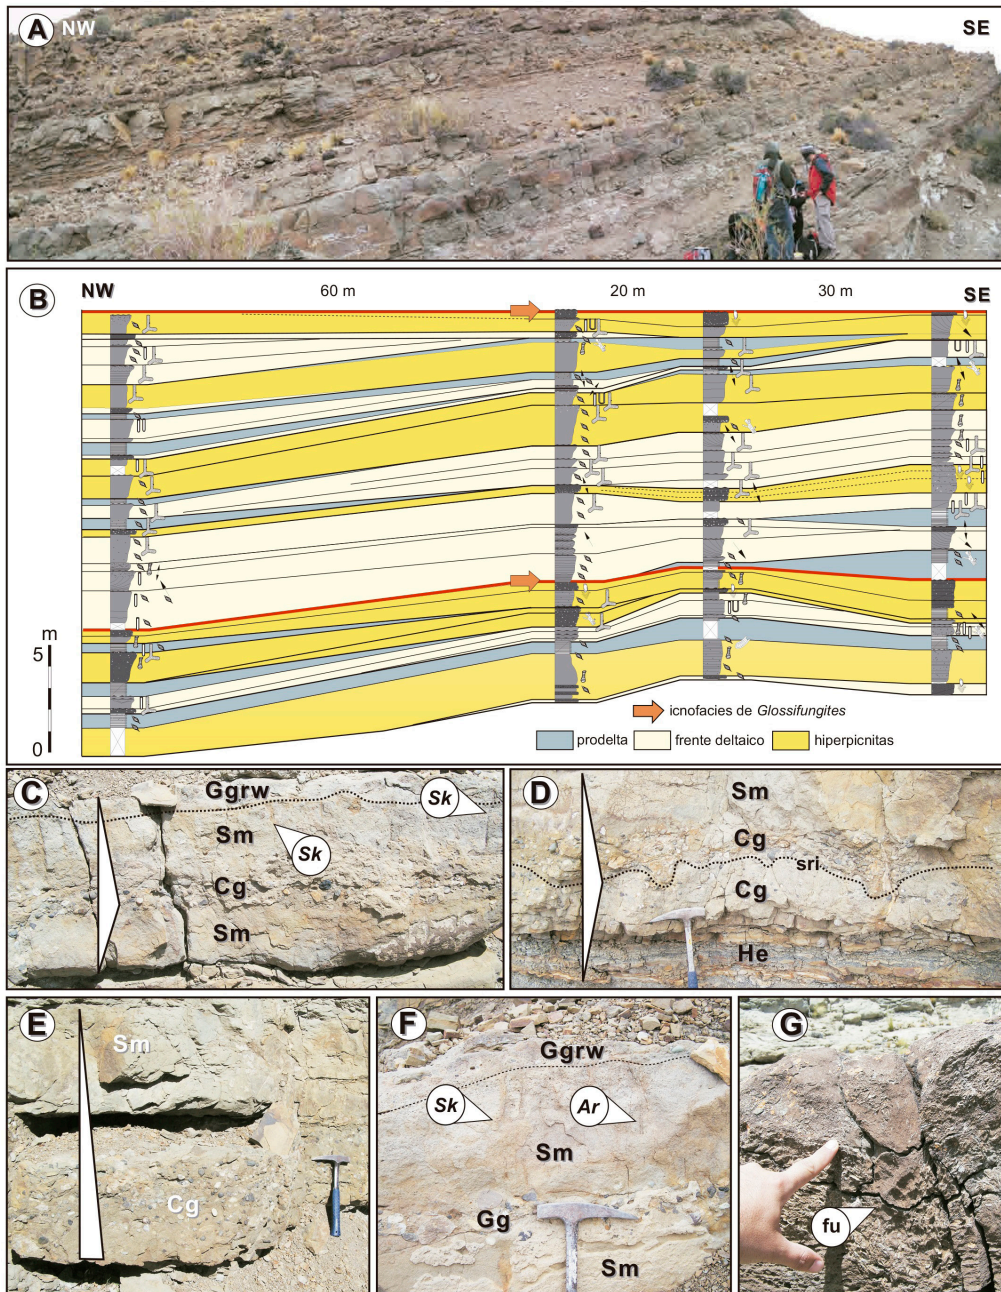 A NW SE
B NW 60 m 20 m 30 m SE
m
5
0
icnofacies de Glossifungites
prodelta frente deltaico hiperpicnitas
C Ggrw Sk
Sm Sk
Cg
Sm
D Sm
Cg
sri
Cg
He
E Sm
Cg
F Ggrw
Sk Ar
Sm
Gg
Sm
G
fu